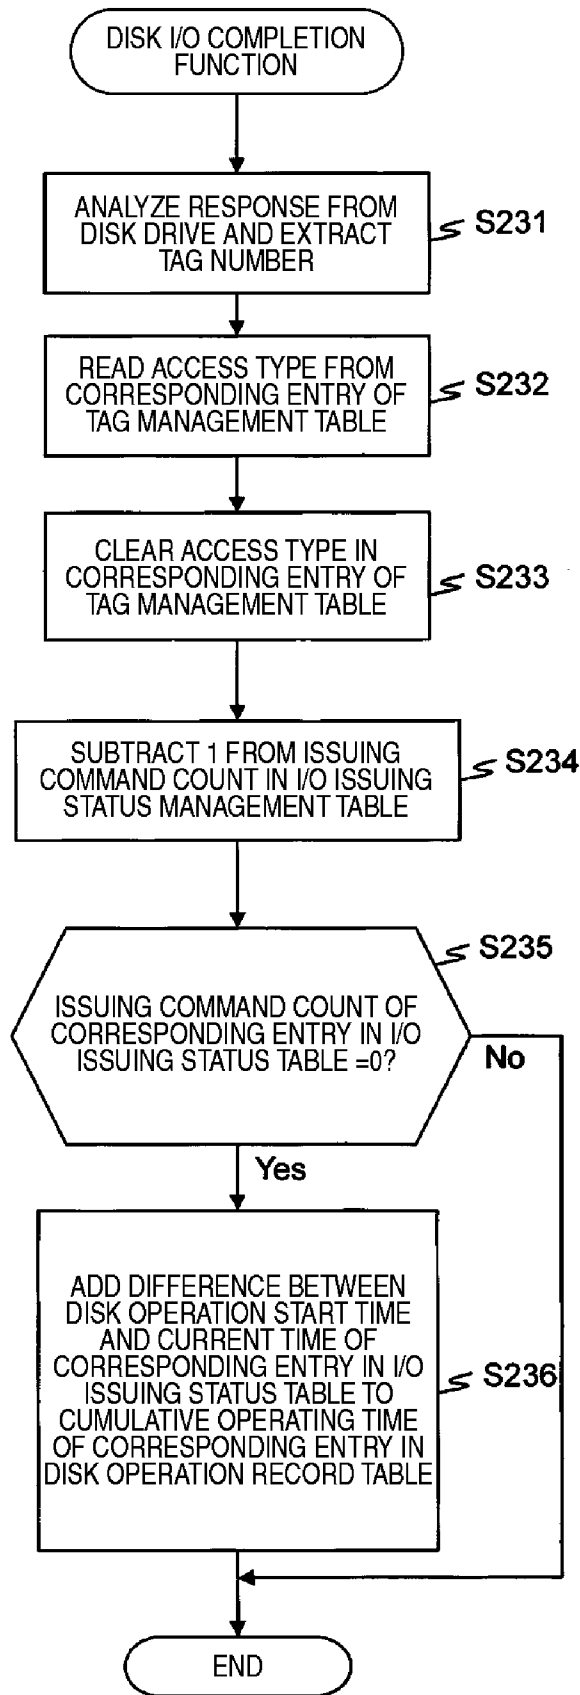 DISK I/O COMPLETION
FUNCTION
ANALYZE RESPONSE FROM
DISK DRIVE AND EXTRACT
TAG NUMBER
S231
READ ACCESS TYPE FROM
CORRESPONDING ENTRY OF
TAG MANAGEMENT TABLE
S232
CLEAR ACCESS TYPE IN
CORRESPONDING ENTRY OF
TAG MANAGEMENT TABLE
S233
SUBTRACT 1 FROM ISSUING
COMMAND COUNT IN I/O ISSUING
STATUS MANAGEMENT TABLE
S234
S235
ISSUING COMMAND COUNT OF
CORRESPONDING ENTRY IN I/O
ISSUING STATUS TABLE =0?
No
Yes
ADD DIFFERENCE BETWEEN
DISK OPERATION START TIME
AND CURRENT TIME OF
CORRESPONDING ENTRY IN I/O
ISSUING STATUS TABLE TO
CUMULATIVE OPERATING TIME
OF CORRESPONDING ENTRY IN
DISK OPERATION RECORD TABLE
S236
END